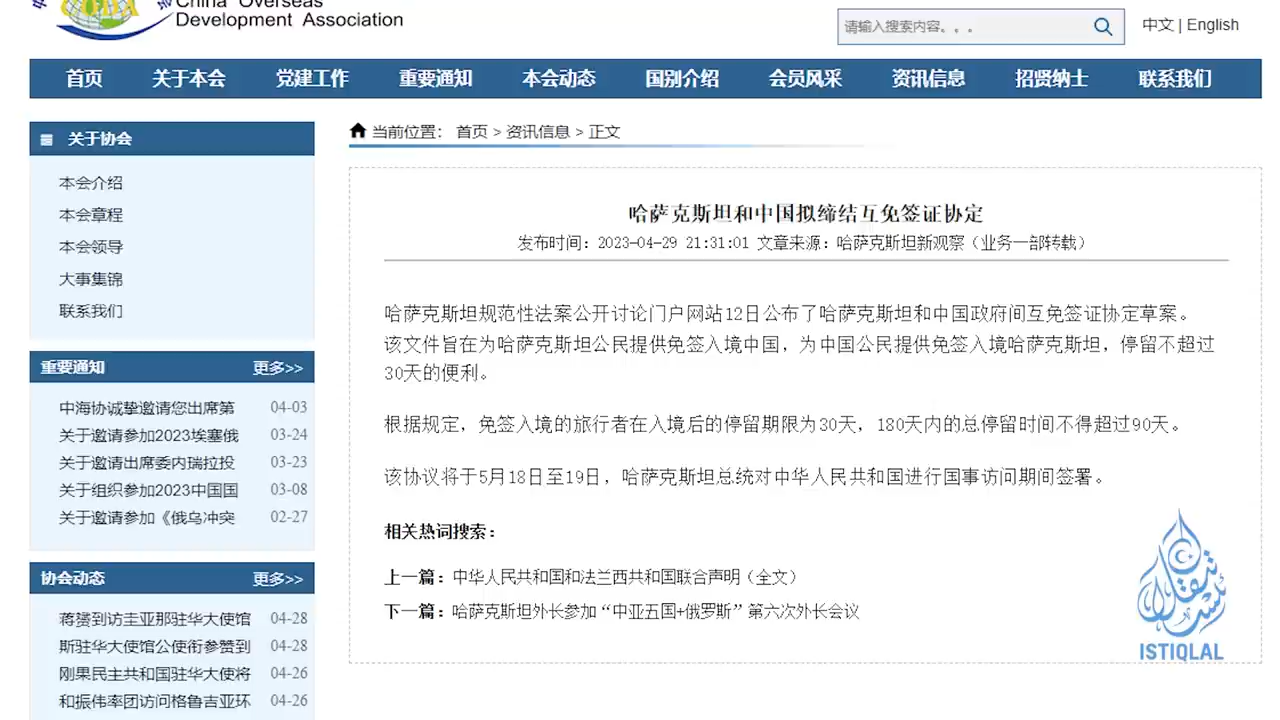 China Overseas
Development Association
请输入搜索内容。。。
中文 | English
首页 关于本会 党建工作 重要通知 本会动态 国别介绍 会员风采 资讯信息 招贤纳士 联系我们
关于协会
本会介绍
本会章程
本会领导
大事集锦
联系我们
重要通知 更多>>
中海协诚挚邀请您出席第 04-03
关于邀请参加2023埃塞俄 03-24
关于邀请出席委内瑞拉投 03-23
关于组织参加2023中国国 03-08
关于邀请参加《俄乌冲突 02-27
协会动态 更多>>
蒋赟到访圭亚那驻华大使馆 04-28
斯驻华大使馆公使衔参赞到 04-28
刚果民主共和国驻华大使将 04-26
和振伟率团访问格鲁吉亚环 04-26
当前位置： 首页 > 资讯信息 > 正文
哈萨克斯坦和中国拟缔结互免签证协定
发布时间：2023-04-29 21:31:01 文章来源：哈萨克斯坦新观察（业务一部转载）
哈萨克斯坦规范性法案公开讨论门户网站12日公布了哈萨克斯坦和中国政府间互免签证协定草案。
该文件旨在为哈萨克斯坦公民提供免签入境中国，为中国公民提供免签入境哈萨克斯坦，停留不超过
30天的便利。
根据规定，免签入境的旅行者在入境后的停留期限为30天，180天内的总停留时间不得超过90天。
该协议将于5月18日至19日，哈萨克斯坦总统对中华人民共和国进行国事访问期间签署。
相关热词搜索：
上一篇：中华人民共和国和法兰西共和国联合声明（全文）
下一篇：哈萨克斯坦外长参加“中亚五国+俄罗斯”第六次外长会议
ISTIQLAL